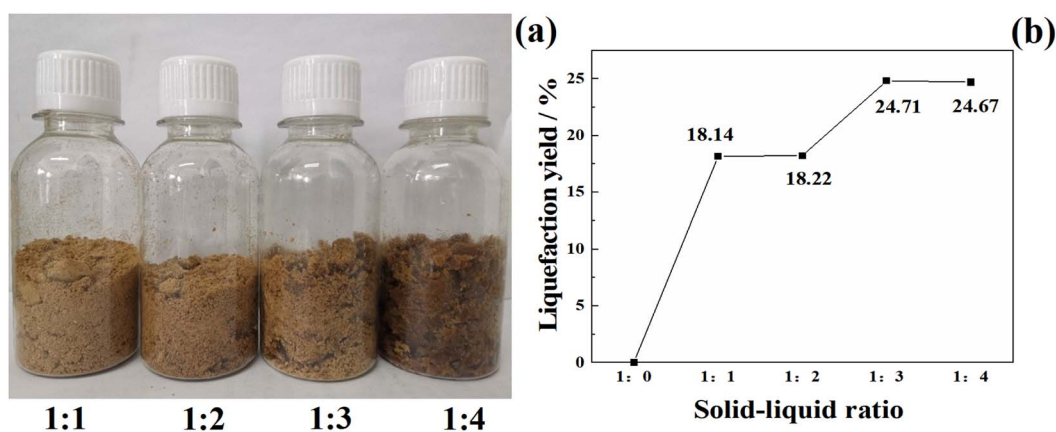 (a)
1:1 1:2 1:3 1:4
(b)
Liquefaction yield / %
25
20
15
10
5
0
18.14
18.22
24.71
24.67
1: 0 1: 1 1: 2 1: 3 1: 4
Solid-liquid ratio